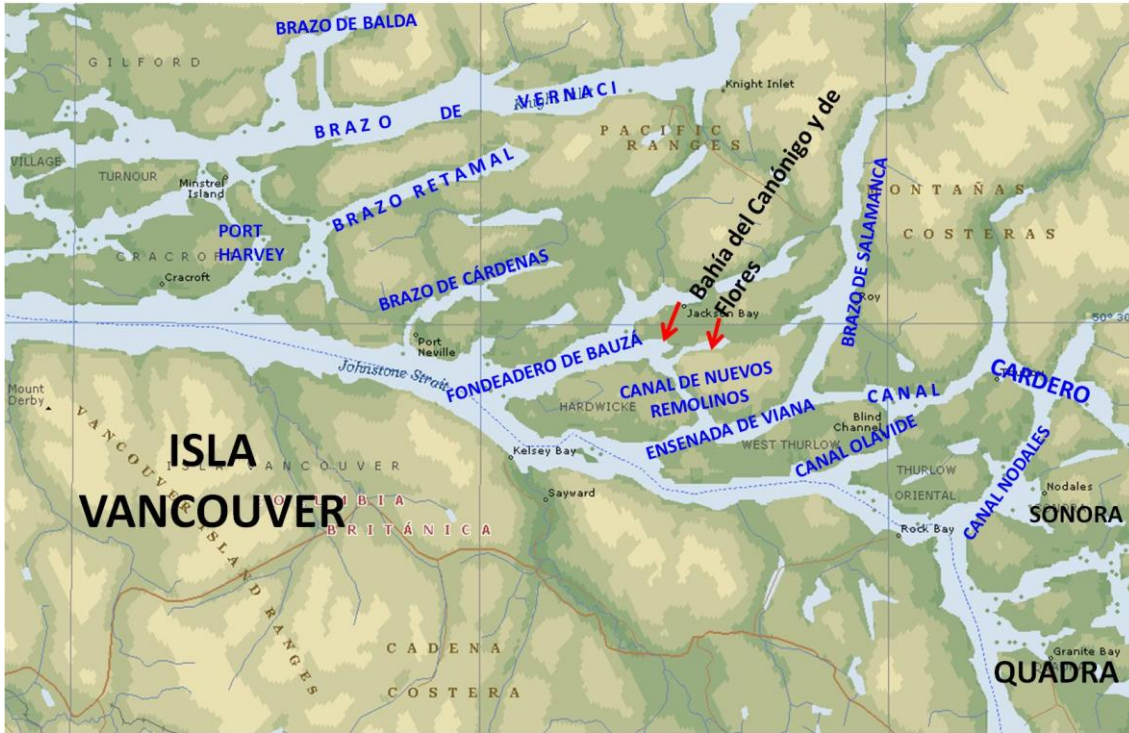 BRAZO DE BALDA
GILFORD
Knight Inlet
BRAZO DE VERNACI
PACIFIC
RANGES
VILLAGE
TURNOUR
Minstrel
Island
BRAZO RETAMAL
Bahía del Canónigo y de
Flores
BRAZO DE SALAMANCA
MONTAÑAS
COSTERAS
PORT
HARVEY
CRACROFT
Cracroft
BRAZO DE CÁRDENAS
Roy
Jackson Bay
50° 30
Port
Neville
Johnstone Strait
FONDEADERO DE BAUZÁ
CANAL DE NUEVOS
REMOLINOS
HARDWICKE
CANAL
CARDERO
Mount
Derby
ENSENADA DE VIANA
Blind
Channel
WEST THURLOW
CANAL OLAVIDE
CANAL NODALES
ISLA
VANCOUVER
ISLA VANCOUVER
COLUMBIA
BRITÁNICA
VANCOUVER ISLAND RANGES
Kelsey Bay
Sayward
THURLOW
ORIENTAL
Nodales
SONORA
Rock Bay
CADENA
COSTERA
Granite Bay
QUADRA